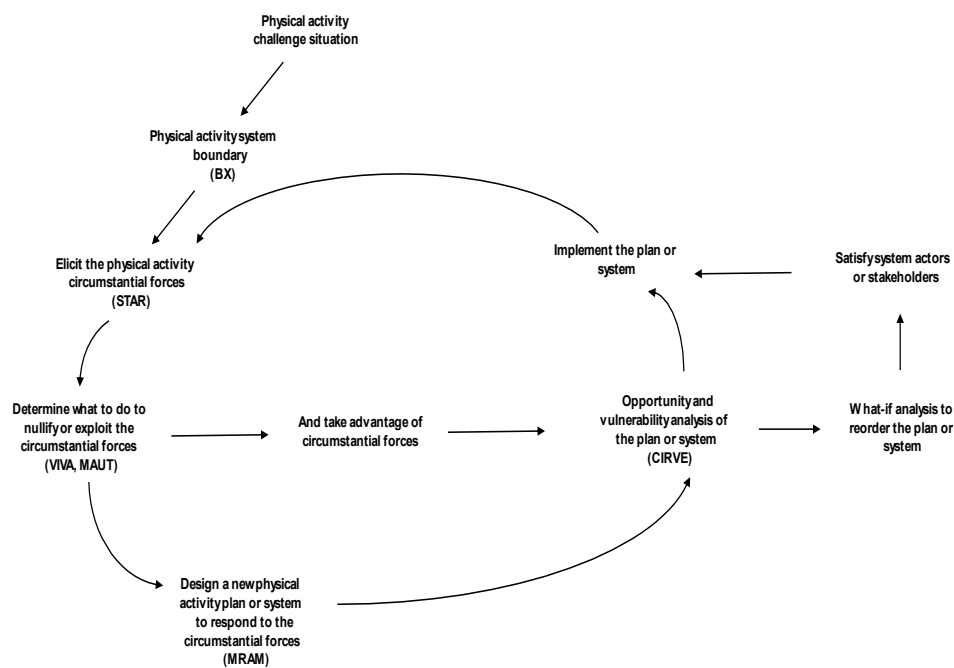 Physical activity
challenge situation
Physical activity system
boundary
(BX)
Elicit the physical activity
circumstantial forces
(STAR)
Implement the plan or
system
Satisfy system actors
or stakeholders
Determine what to do to
nullify or exploit the
circumstantial forces
(VIVA, MAUT)
And take advantage of
circumstantial forces
Opportunity and
vulnerability analysis of
the plan or system
(CIRVE)
What-if analysis to
reorder the plan or
system
Design a new physical
activity plan or system
to respond to the
circumstantial forces
(MRAM)